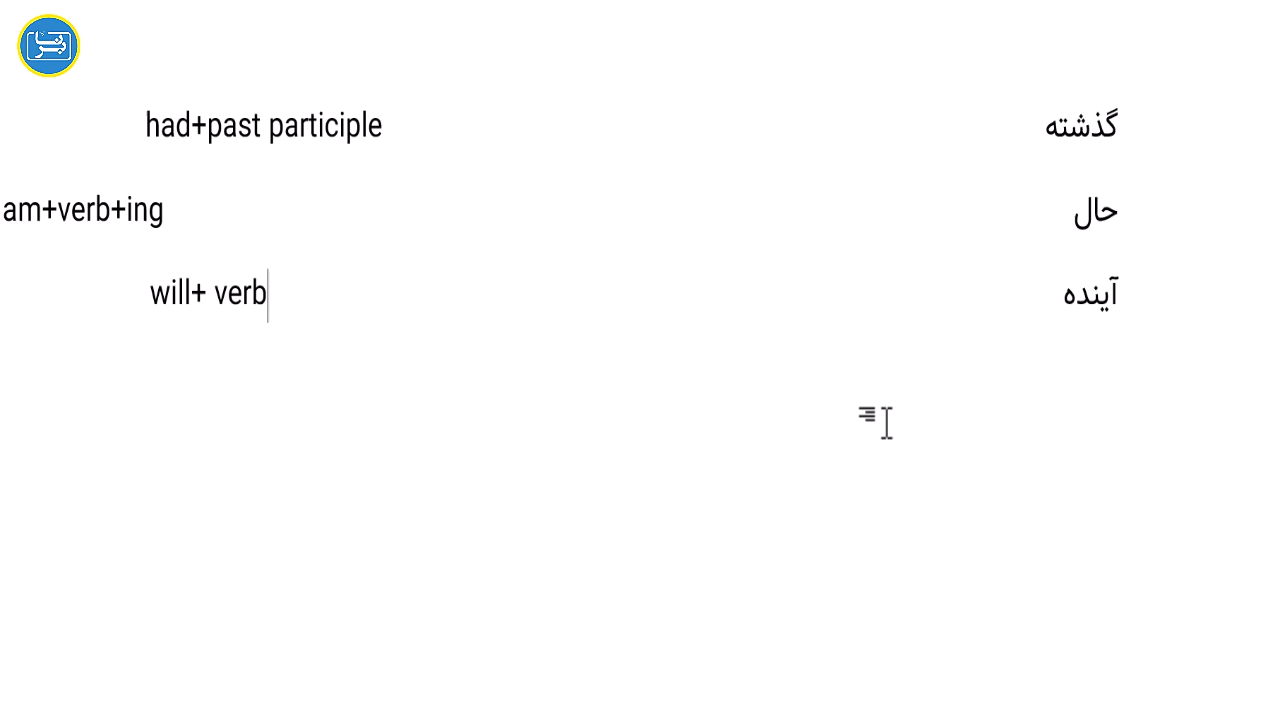 گذشته had+past participle
حال am+verb+ing
آینده will+ verb